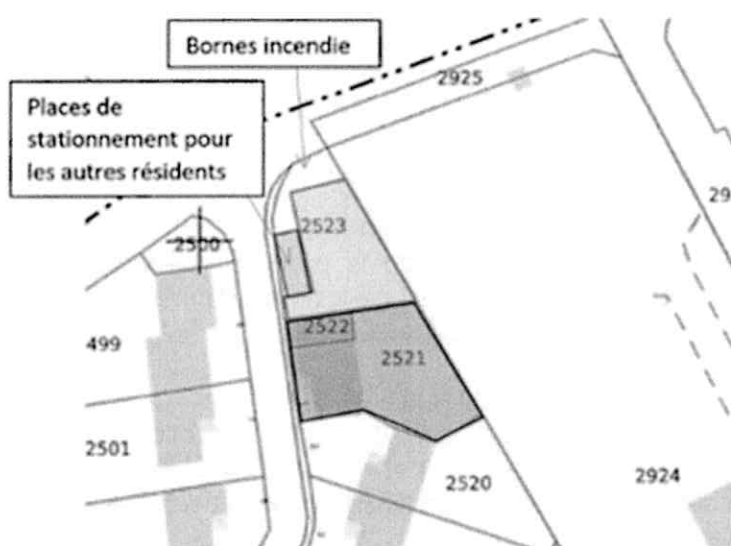 Bornes incendie
2925
Places de
stationnement pour
les autres résidents
29
2523
2500
2522
499
2521
2501
2520
2924